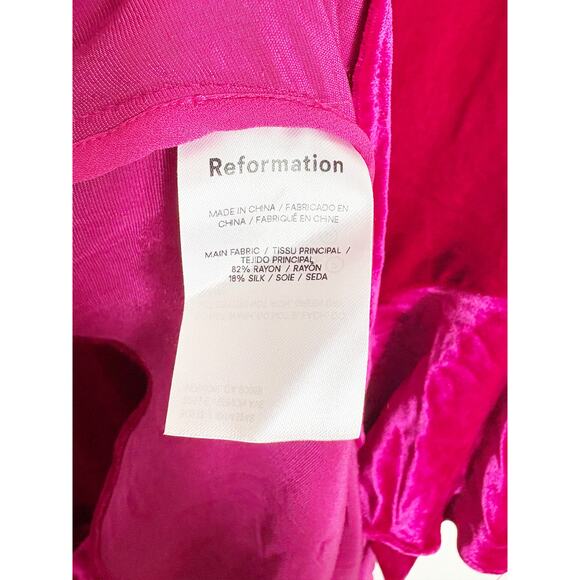 Reformation
MADE IN CHINA / FABRICADO EN
CHINA / FABRIQUÉ EN CHINE
MAIN FABRIC / TISSU PRINCIPAL /
TEJIDO PRINCIPAL
82% RAYON / RAYÓN
18% SILK / SOIE / SEDA